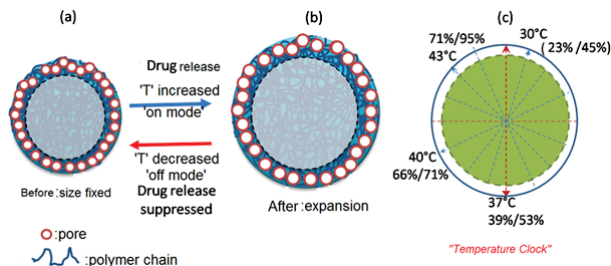 (a)
Before:size fixed
Drug release
'T' increased
'on mode'
'T' decreased
'off mode'
Drug release
suppressed
(b)
After:expansion
(c)
30°C
(23%/45%)
71%/95%
43°C
40°C
66%/71%
37°C
39%/53%
"Temperature Clock"
:pore
:polymer chain